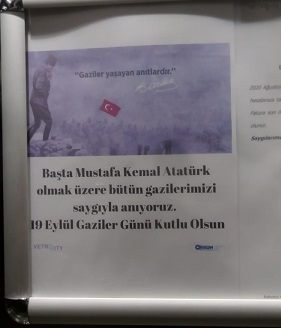 "Gaziler yaşayan anıtlardır."
Başta Mustafa Kemal Atatürk
olmak üzere bütün gazilerimizi
saygıyla anıyoruz.
19 Eylül Gaziler Günü Kutlu Olsun